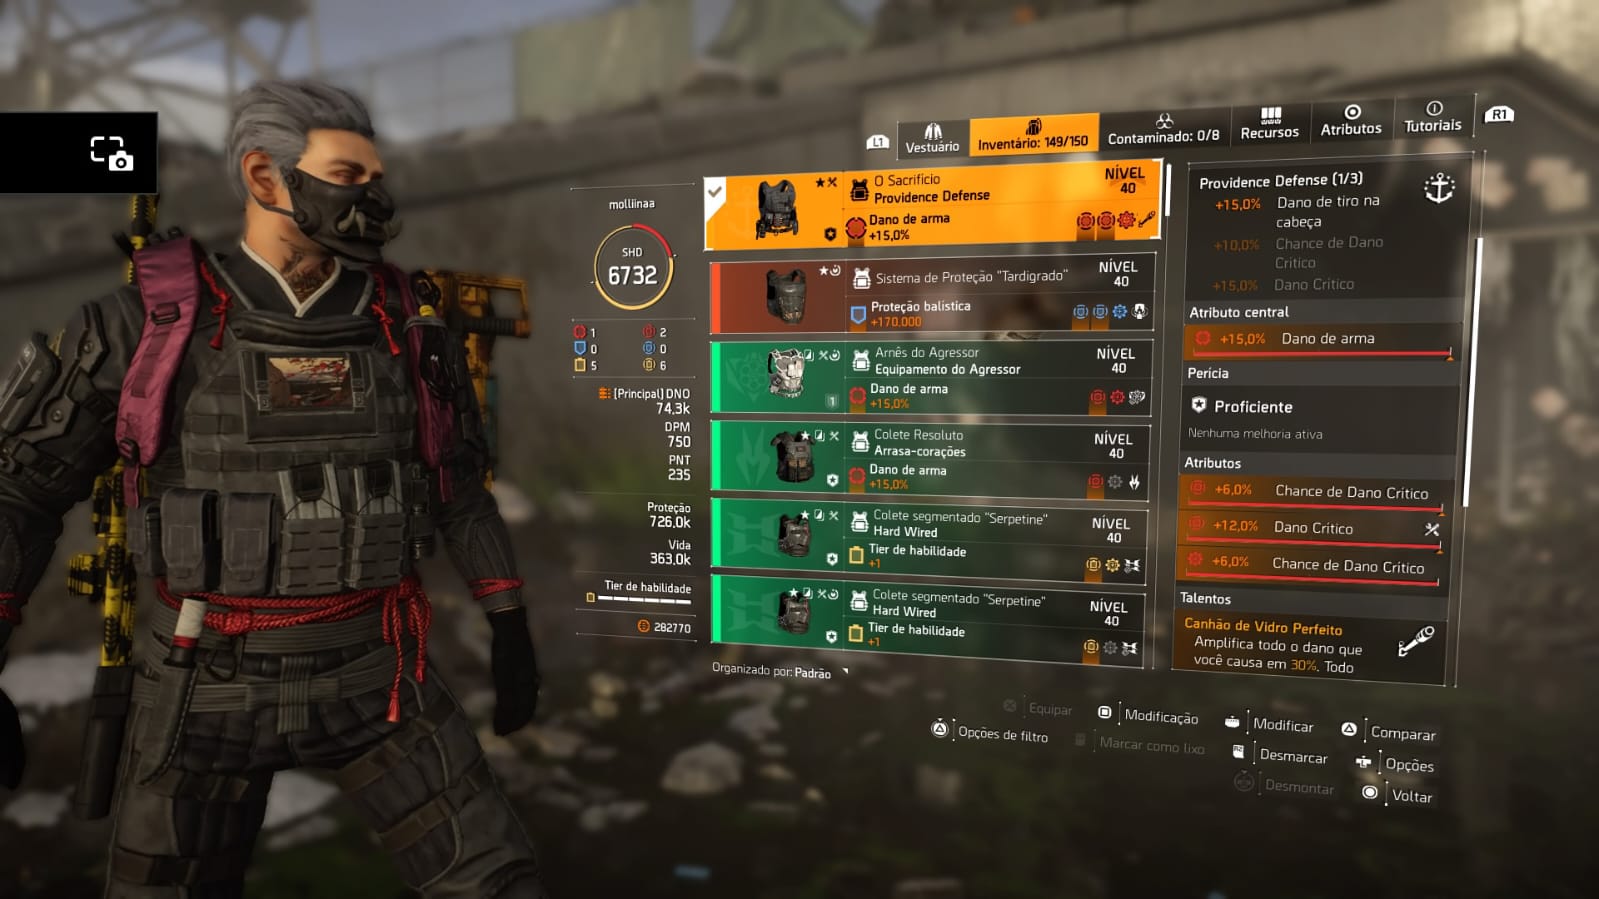 L1
Vestuário
Inventário: 149/150
Contaminado: 0/8
Recursos
Atributos
Tutoriais
R1
molliinaa
SHD
6732
1
2
0
0
5
6
[Principal] DNO
74.3k
DPM
750
PNT
235
Proteção
726.0k
Vida
363.0k
Tier de habilidade
282770
O Sacrifício
Providence Defense
NÍVEL
40
Dano de arma
+15,0%
Sistema de Proteção "Tardigrado"
NÍVEL
40
Proteção balística
+170.000
Arnês do Agressor
Equipamento do Agressor
NÍVEL
40
Dano de arma
+15,0%
1
Colete Resoluto
Arrasa-corações
NÍVEL
40
Dano de arma
+15,0%
Colete segmentado "Serpetine"
Hard Wired
NÍVEL
40
Tier de habilidade
+1
Colete segmentado "Serpetine"
Hard Wired
NÍVEL
40
Tier de habilidade
+1
Organizado por: Padrão
Providence Defense (1/3)
+15,0% Dano de tiro na
cabeça
+10,0% Chance de Dano
Crítico
+15,0% Dano Crítico
Atributo central
+15,0% Dano de arma
Perícia
Proficiente
Nenhuma melhoria ativa
Atributos
+6,0% Chance de Dano Crítico
+12,0% Dano Crítico
+6,0% Chance de Dano Crítico
Talentos
Canhão de Vidro Perfeito
Amplifica todo o dano que
você causa em 30%. Todo
Equipar
Modificação
Modificar
Comparar
Opções de filtro
Marcar como lixo
R2
Desmarcar
Opções
Desmontar
Voltar